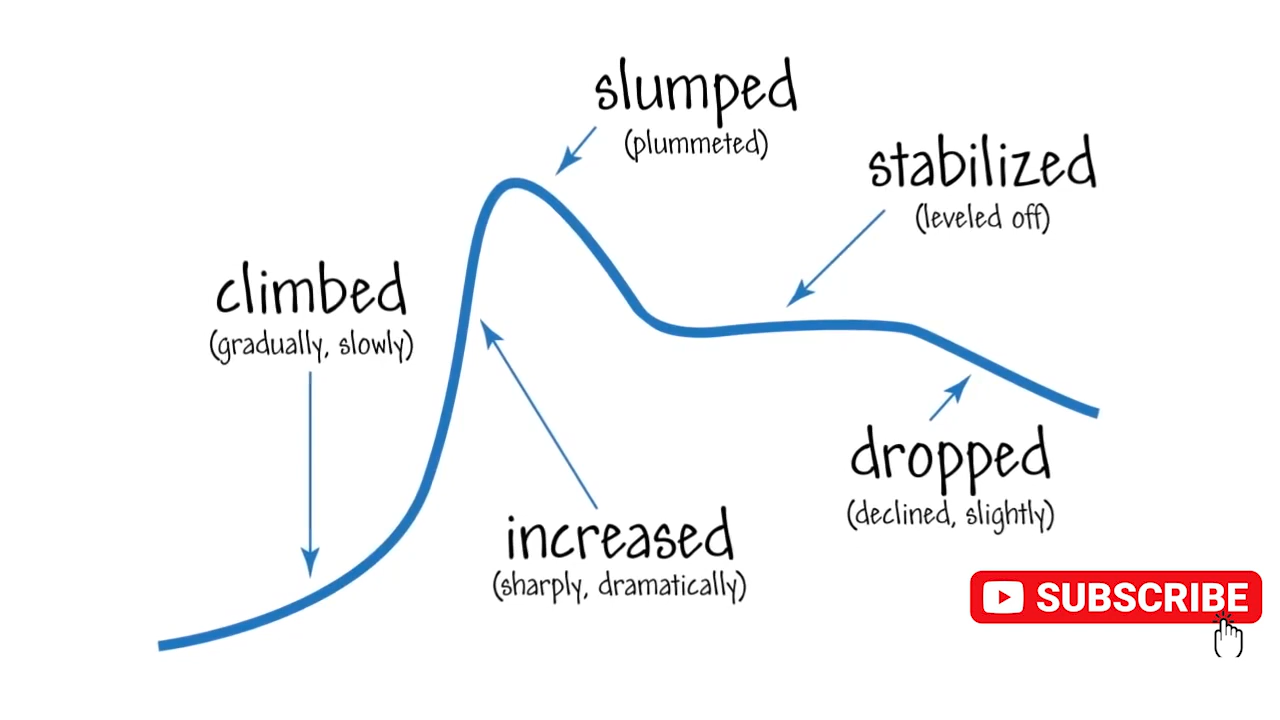 slumped
(plummeted)
stabilized
(leveled off)
climbed
(gradually, slowly)
dropped
(declined, slightly)
increased
(sharply, dramatically)
SUBSCRIBE